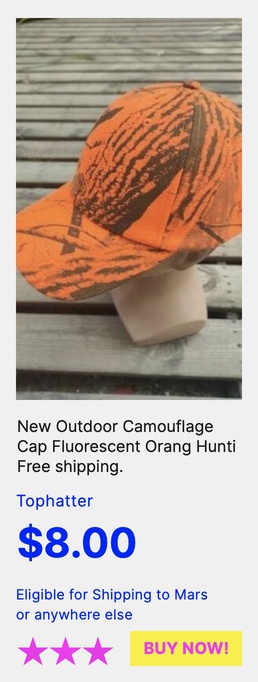 New Outdoor Camouflage
Cap Fluorescent Orang Hunti
Free shipping.
Tophatter
$8.00
Eligible for Shipping to Mars
or anywhere else
BUY NOW!